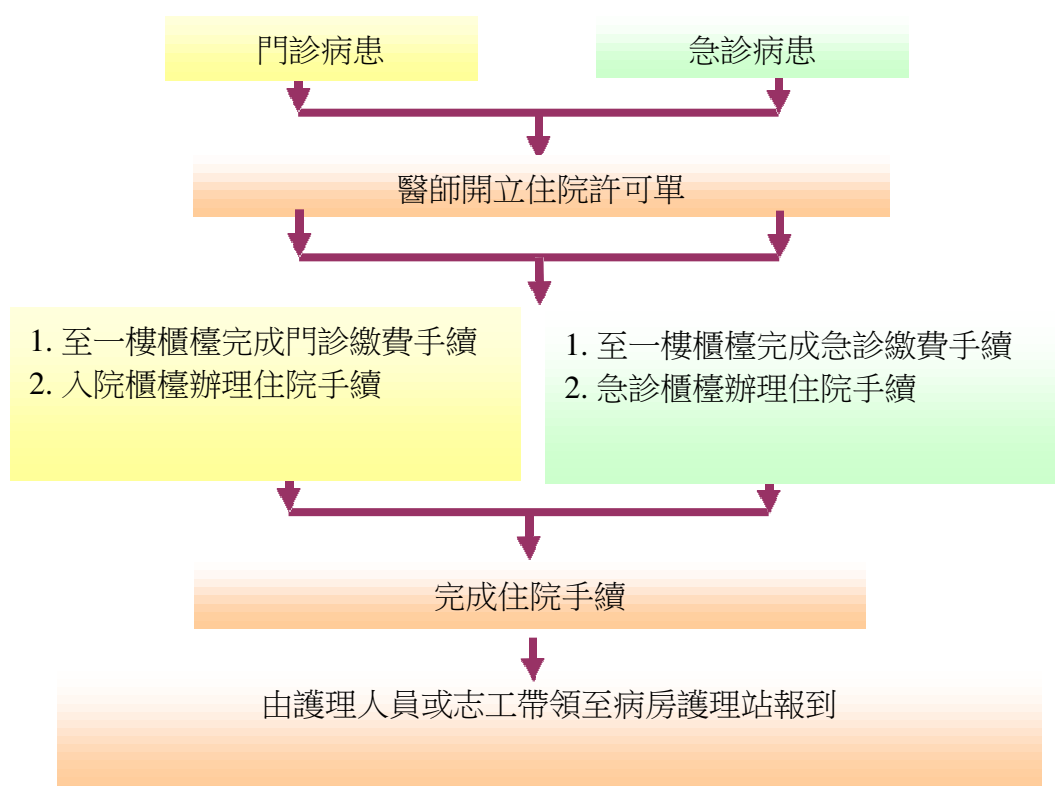 門診病患
急診病患
醫師開立住院許可單
1. 至一樓櫃檯完成門診繳費手續
2. 入院櫃檯辦理住院手續
1. 至一樓櫃檯完成急診繳費手續
2. 急診櫃檯辦理住院手續
完成住院手續
由護理人員或志工帶領至病房護理站報到